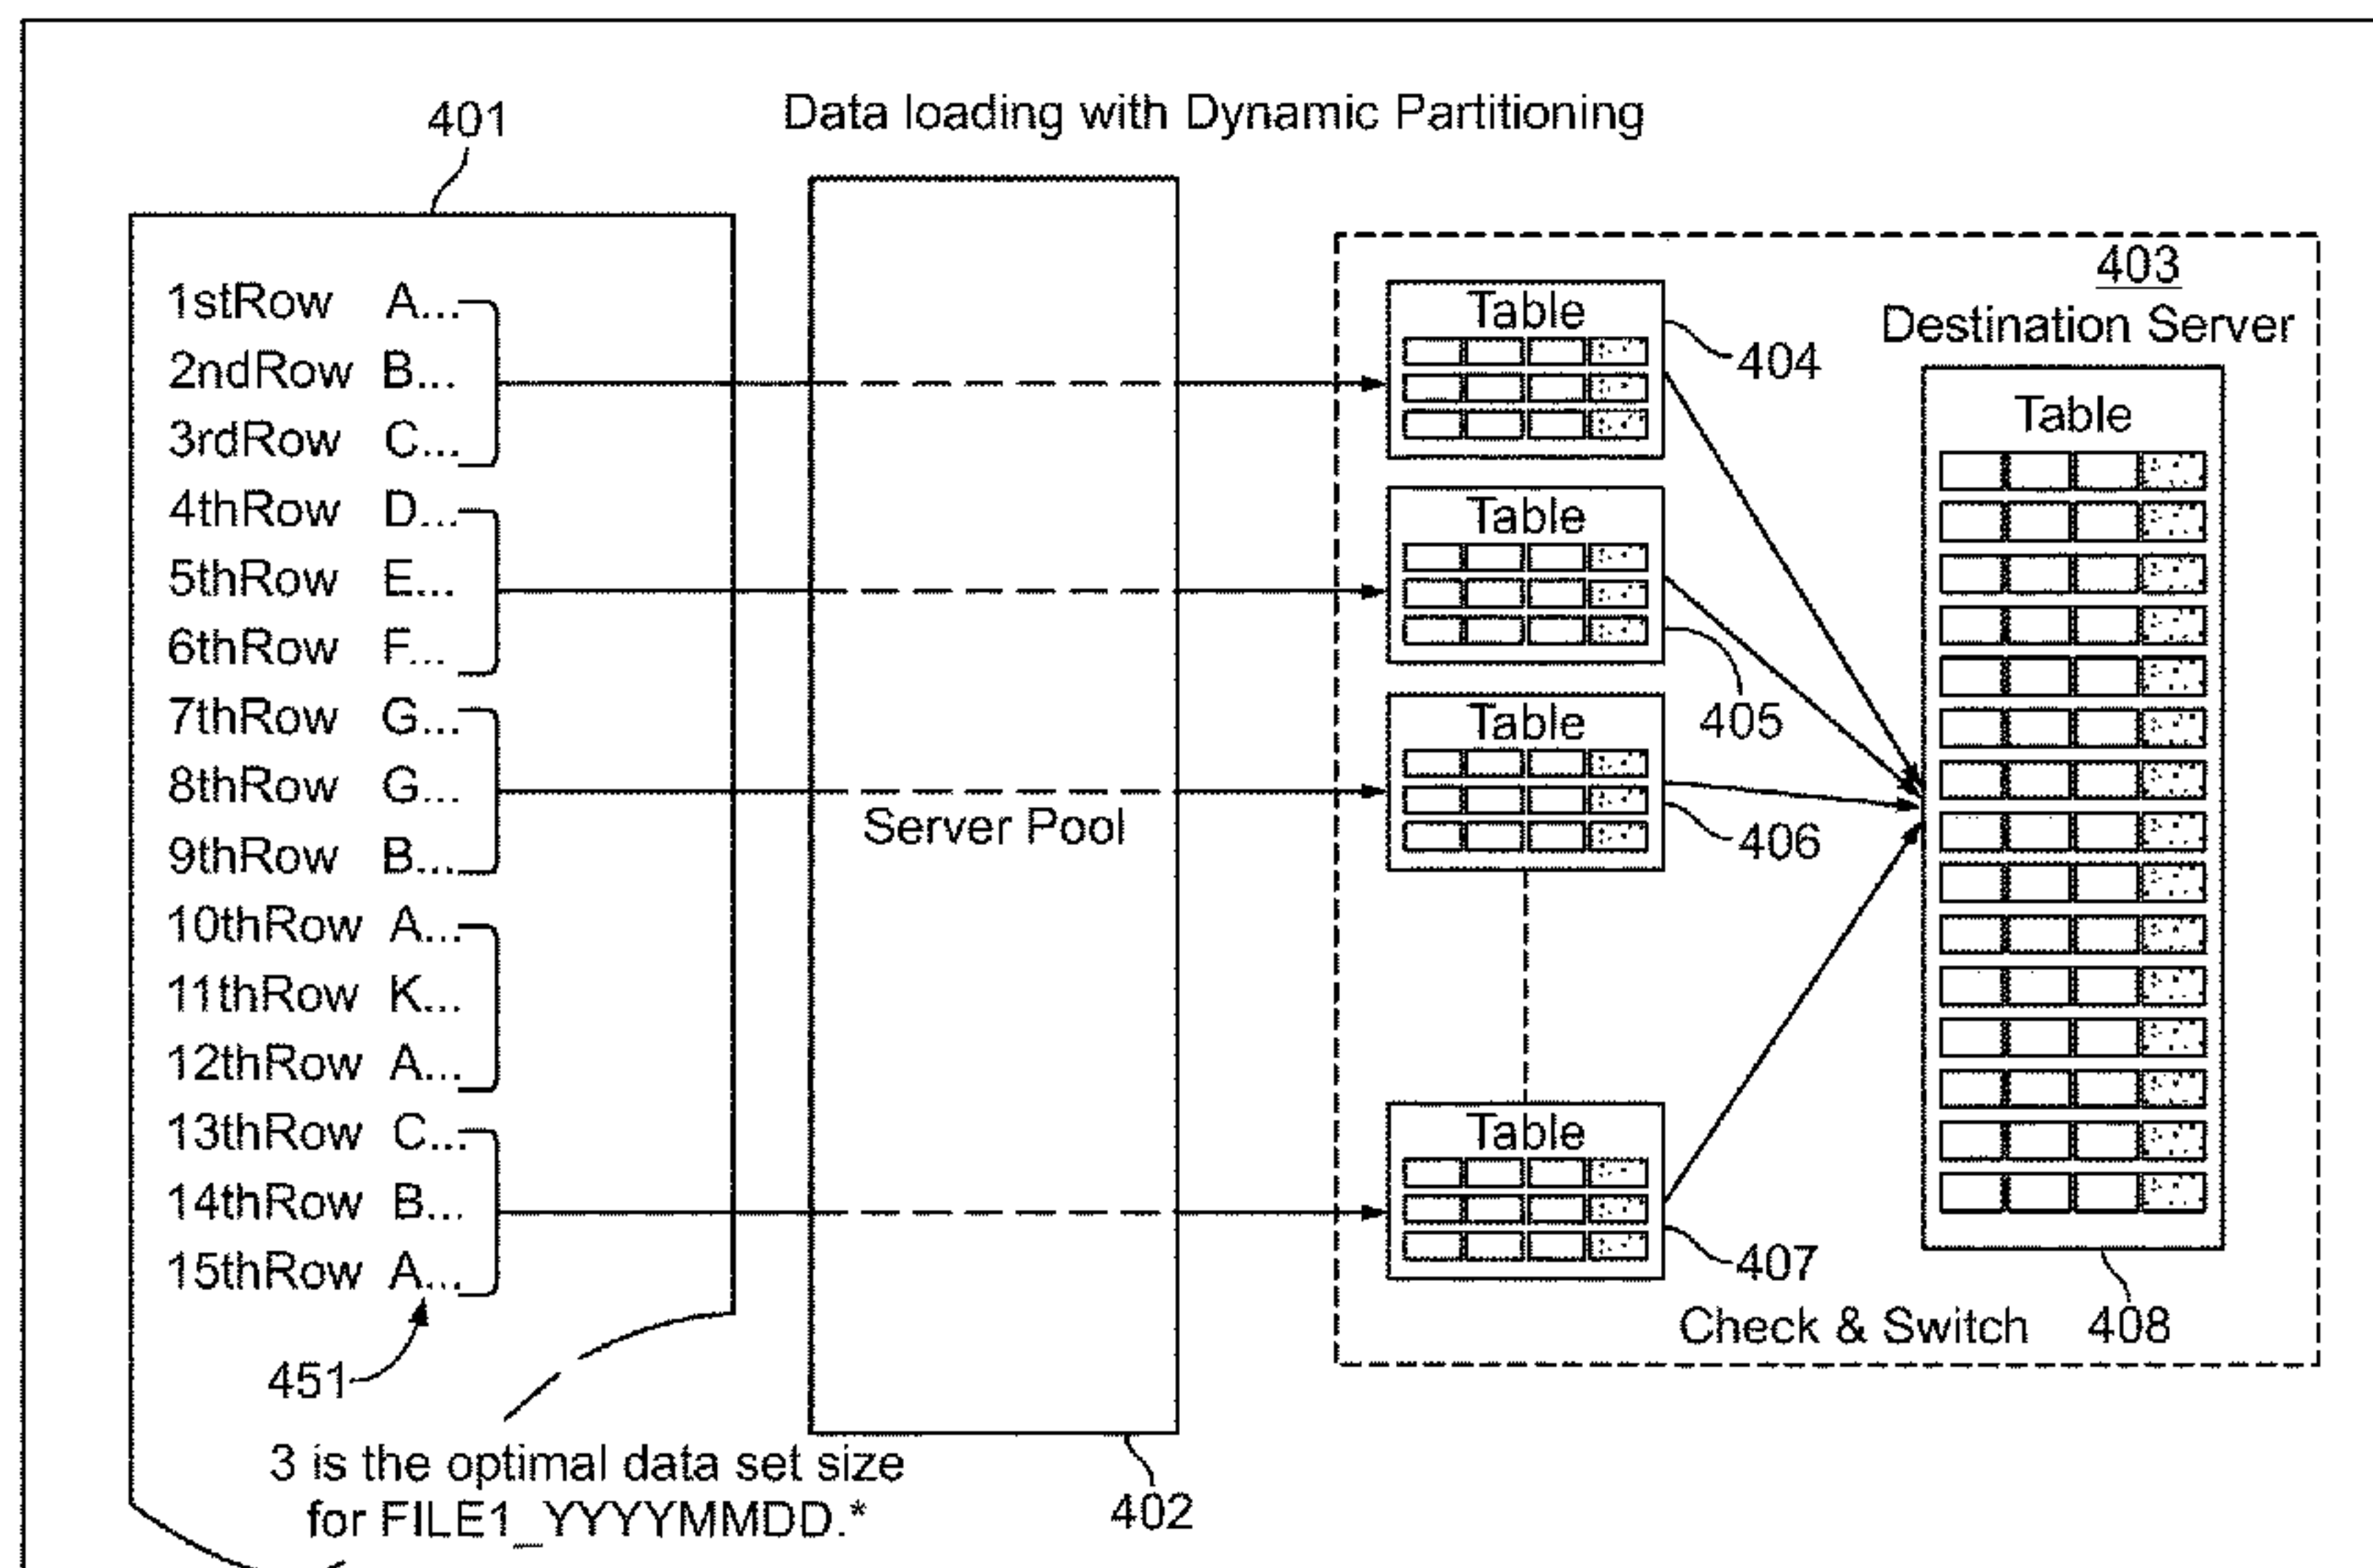 Data loading with Dynamic Partitioning
401
1stRow A...
2ndRow B...
3rdRow C...
4thRow D...
5thRow E...
6thRow F...
7thRow G...
8thRow G...
9thRow B...
10thRow A...
11thRow K...
12thRow A...
13thRow C...
14thRow B...
15thRow A...
451
3 is the optimal data set size
for FILE1_YYYYMMDD.*
Server Pool
402
403
Destination Server
Table
404
Table
405
Table
406
Table
407
Table
408
Check & Switch